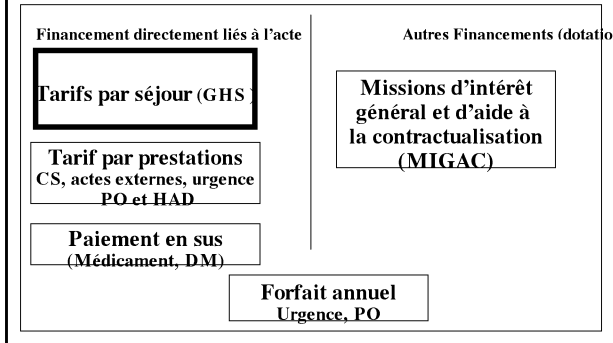 Financement directement liés à l'acte
Tarifs par séjour (GHS)
Tarif par prestations
CS, actes externes, urgence
PO et HAD
Paiement en sus
(Médicament, DM)
Autres Financements (dotatio
Missions d'intérêt
général et d'aide à
la contractualisation
(MIGAC)
Forfait annuel
Urgence, PO